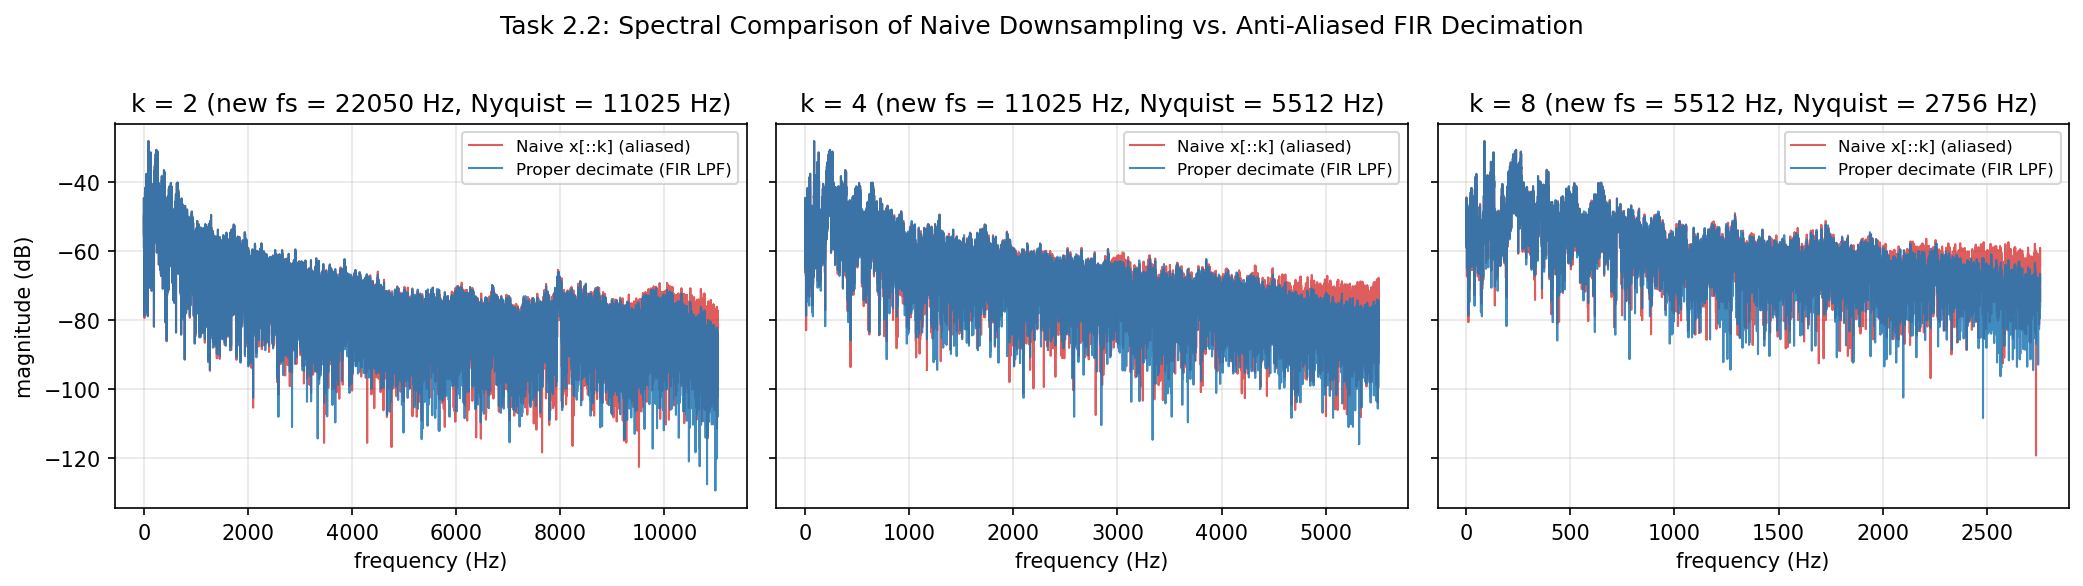 Task 2.2: Spectral Comparison of Naive Downsampling vs. Anti-Aliased FIR Decimation
k = 2 (new fs = 22050 Hz, Nyquist = 11025 Hz)
Naive x[::k] (aliased)
Proper decimate (FIR LPF)
magnitude (dB)
−40
−60
−80
−100
−120
0 2000 4000 6000 8000 10000
frequency (Hz)
k = 4 (new fs = 11025 Hz, Nyquist = 5512 Hz)
Naive x[::k] (aliased)
Proper decimate (FIR LPF)
0 1000 2000 3000 4000 5000
frequency (Hz)
k = 8 (new fs = 5512 Hz, Nyquist = 2756 Hz)
Naive x[::k] (aliased)
Proper decimate (FIR LPF)
0 500 1000 1500 2000 2500
frequency (Hz)